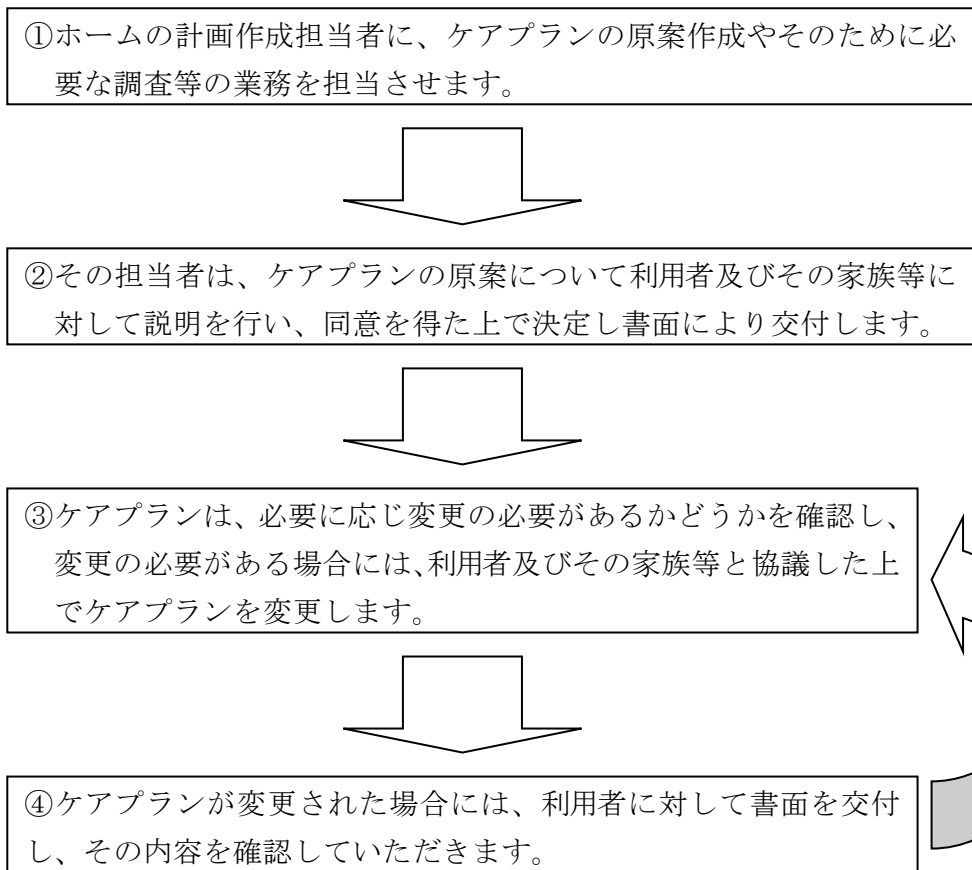 ①ホームの計画作成担当者に、ケアプランの原案作成やそのために必
要な調査等の業務を担当させます。
②その担当者は、ケアプランの原案について利用者及びその家族等に
対して説明を行い、同意を得た上で決定し書面により交付します。
③ケアプランは、必要に応じ変更の必要があるかどうかを確認し、
変更の必要がある場合には、利用者及びその家族等と協議した上
でケアプランを変更します。
④ケアプランが変更された場合には、利用者に対して書面を交付
し、その内容を確認していただきます。